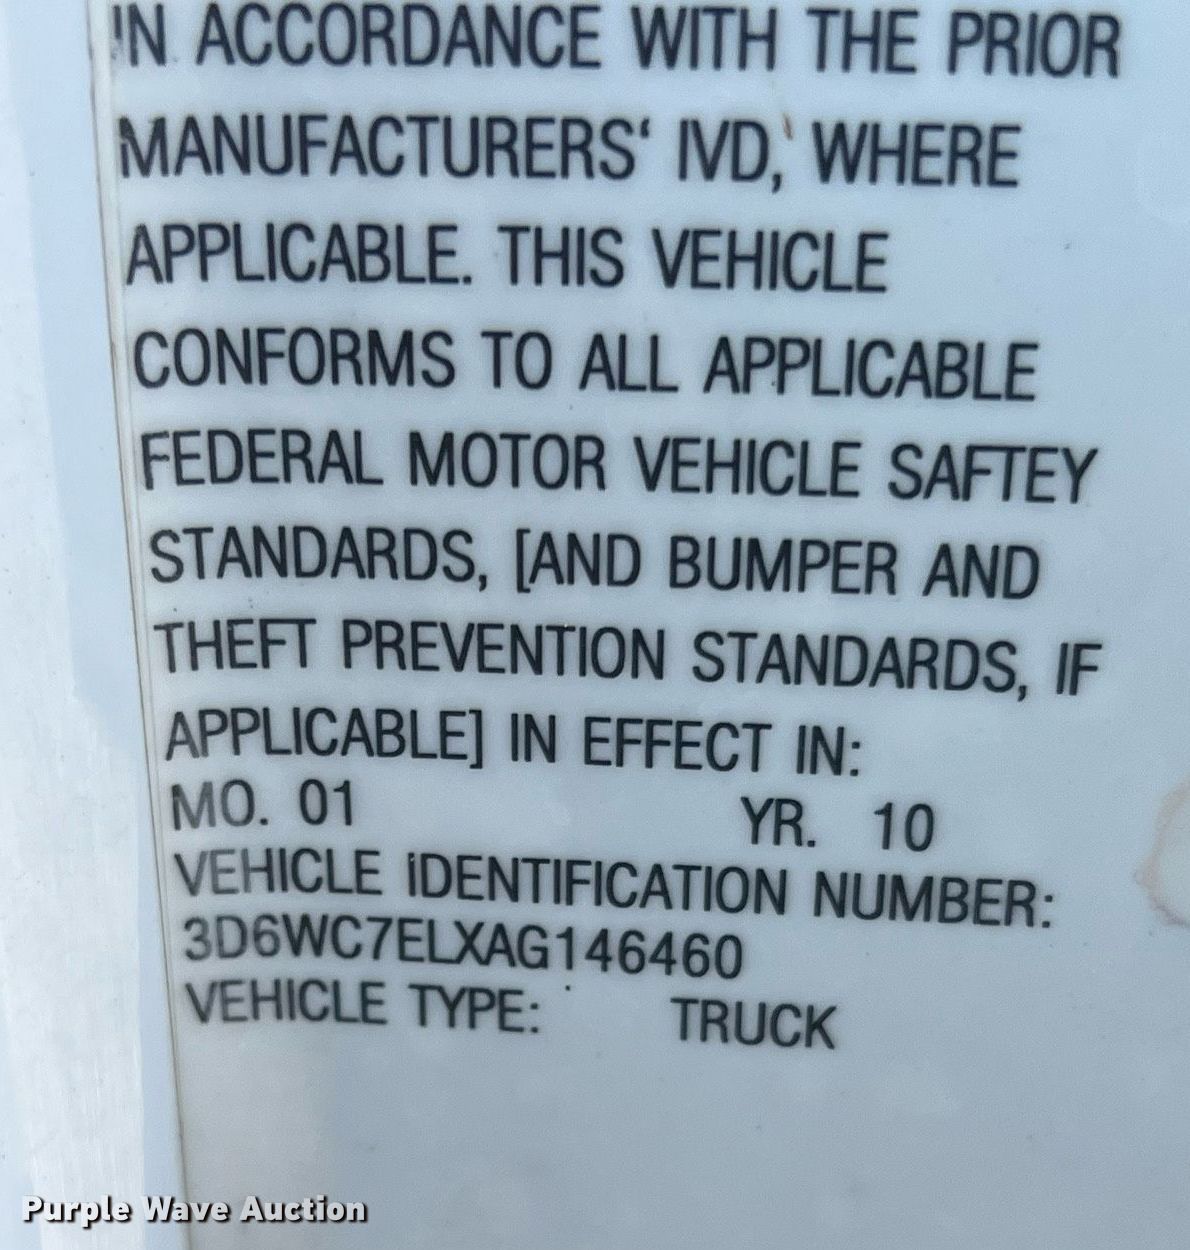 IN ACCORDANCE WITH THE PRIOR
MANUFACTURERS‘ IVD, WHERE
APPLICABLE. THIS VEHICLE
CONFORMS TO ALL APPLICABLE
FEDERAL MOTOR VEHICLE SAFTEY
STANDARDS, [AND BUMPER AND
THEFT PREVENTION STANDARDS, IF
APPLICABLE] IN EFFECT IN:
MO. 01 YR. 10
VEHICLE IDENTIFICATION NUMBER:
3D6WC7ELXAG146460
VEHICLE TYPE: TRUCK
Purple Wave Auction